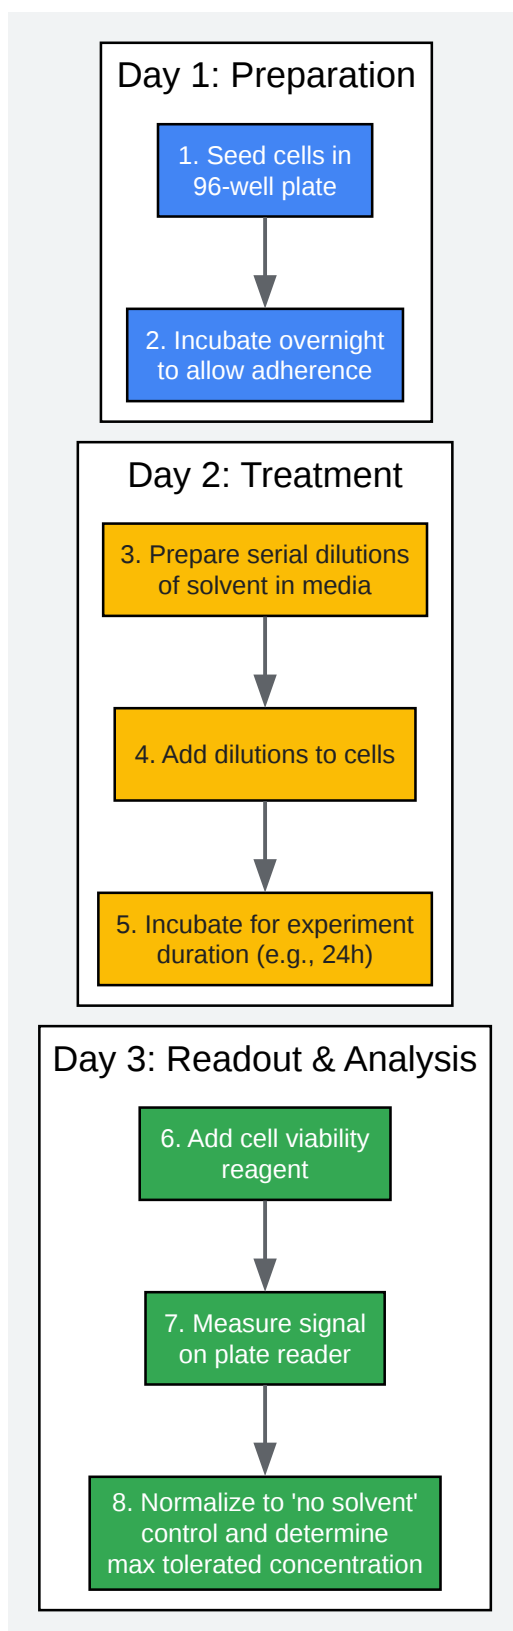 Day 1: Preparation
1. Seed cells in
96-well plate
2. Incubate overnight
to allow adherence
Day 2: Treatment
3. Prepare serial dilutions
of solvent in media
4. Add dilutions to cells
5. Incubate for experiment
duration (e.g., 24h)
Day 3: Readout & Analysis
6. Add cell viability
reagent
7. Measure signal
on plate reader
8. Normalize to 'no solvent'
control and determine
max tolerated concentration